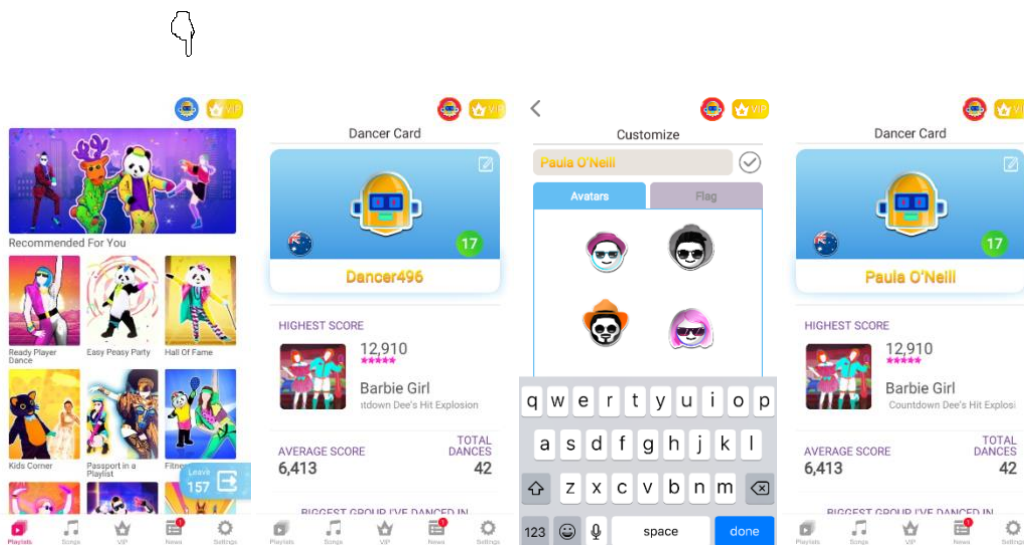 VIP
Recommended For You
Ready Player
Dance
Easy Peasy Party
Hall Of Fame
Kids Corner
Passport in a
Playlist
Leave
157
Playlists
Songs
VIP
News
1
Settings
VIP
Dancer Card
17
Dancer496
HIGHEST SCORE
12,910
Barbie Girl
tdown Dee's Hit Explosion
AVERAGE SCORE
6,413
TOTAL
DANCES
42
BIGGEST GROUP I'VE DANCED IN
Playlists
Songs
VIP
News
1
Settings
VIP
Customize
Paula O'Neill
Avatars
Flag
q w e r t y u i o p
a s d f g h j k l
z x c v b n m
123
space
done
VIP
Dancer Card
17
Paula O'Neill
HIGHEST SCORE
12,910
Barbie Girl
Countdown Dee's Hit Explosi
AVERAGE SCORE
6,413
TOTAL
DANCES
42
BIGGEST GROUP I'VE DANCED IN
Playlists
Songs
VIP
News
1
Settings